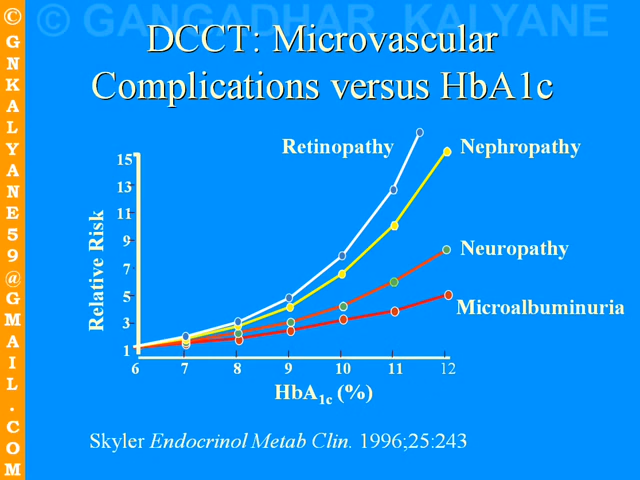 © GANGADHAR KALYANE
©GNKALYANE59@GMAIL.COM
DCCT: Microvascular
Complications versus HbA1c
Retinopathy
Nephropathy
Neuropathy
Microalbuminuria
Relative Risk
15
13
11
9
7
5
3
1
6 7 8 9 10 11 12
HbA1c (%)
Skyler Endocrinol Metab Clin. 1996;25:243